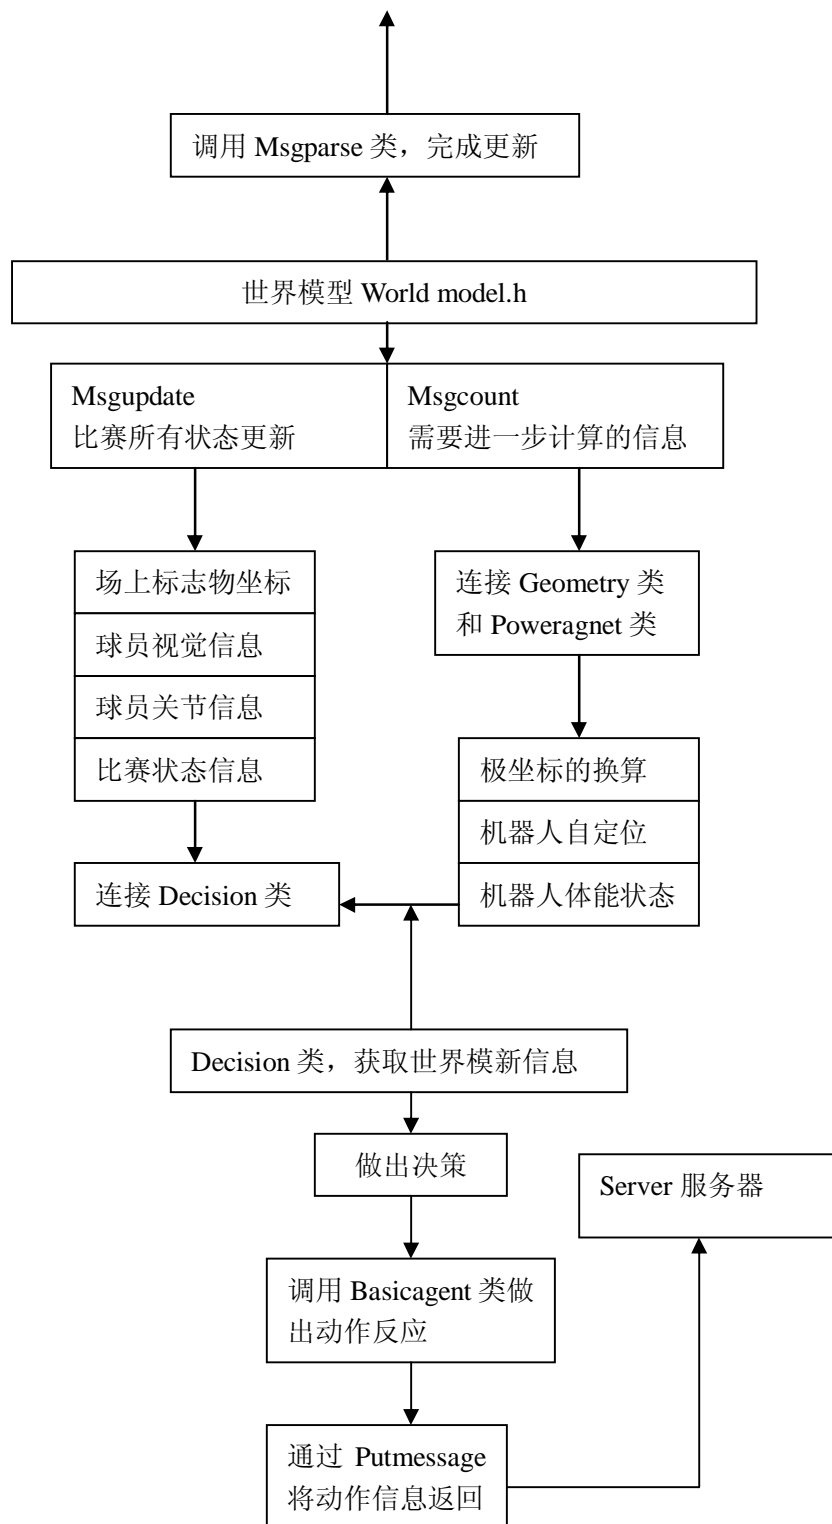 调用 Msgparse 类，完成更新
世界模型 World model.h
Msgupdate
比赛所有状态更新
Msgcount
需要进一步计算的信息
场上标志物坐标
球员视觉信息
球员关节信息
比赛状态信息
连接 Decision 类
连接 Geometry 类
和 Poweragnet 类
极坐标的换算
机器人自定位
机器人体能状态
Decision 类，获取世界模新信息
做出决策
Server 服务器
调用 Basicagent 类做
出动作反应
通过 Putmessage
将动作信息返回